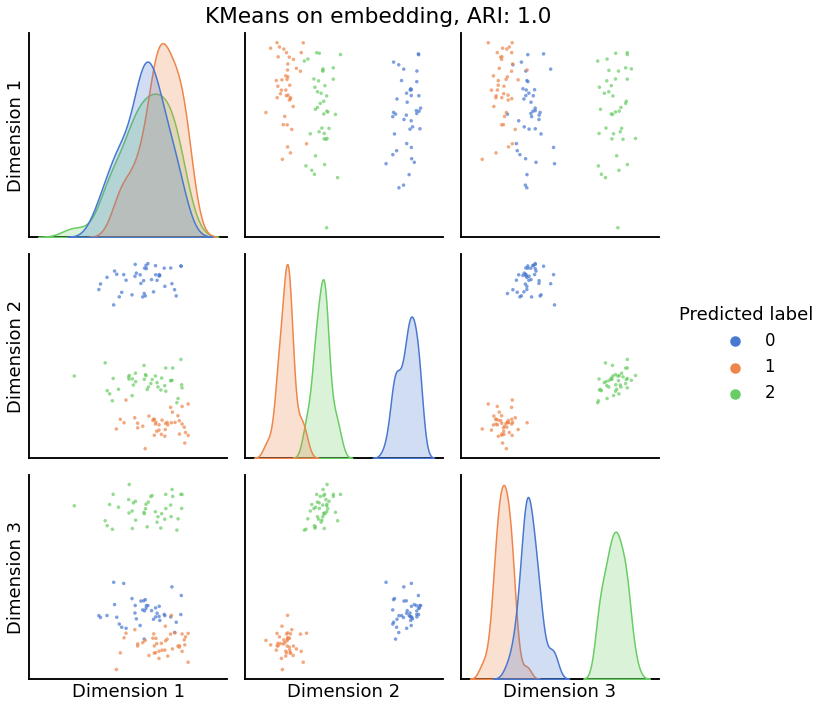 KMeans on embedding, ARI: 1.0
Dimension 1
Dimension 2
Dimension 3
Predicted label
0
1
2
Dimension 1
Dimension 2
Dimension 3